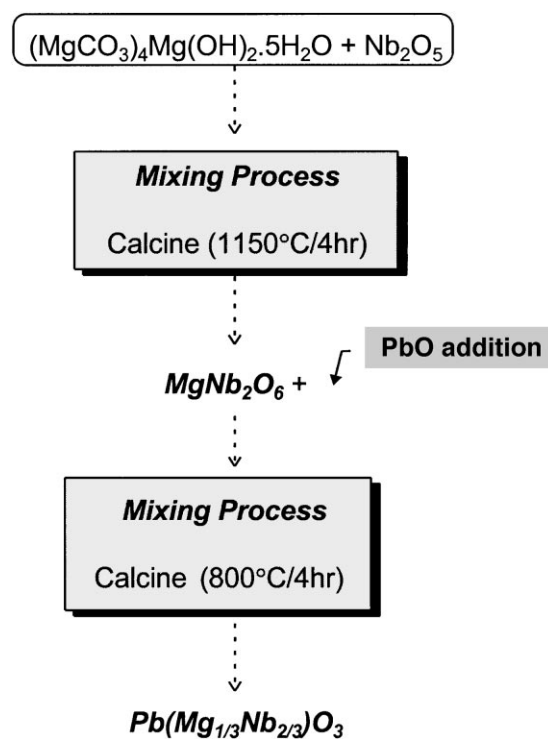 (MgCO₃)₄Mg(OH)₂.5H₂O + Nb₂O₅
Mixing Process
Calcine (1150°C/4hr)
PbO addition
MgNb₂O₆ +
Mixing Process
Calcine (800°C/4hr)
Pb(Mg₁/₃Nb₂/₃)O₃